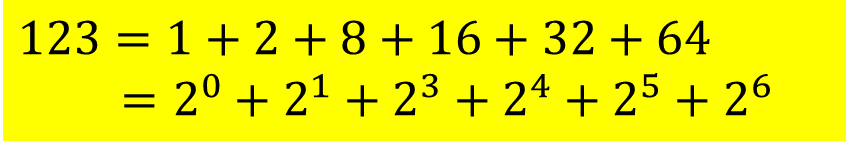 123 = 1 + 2 + 8 + 16 + 32 + 64
= 2⁰ + 2¹ + 2³ + 2⁴ + 2⁵ + 2⁶